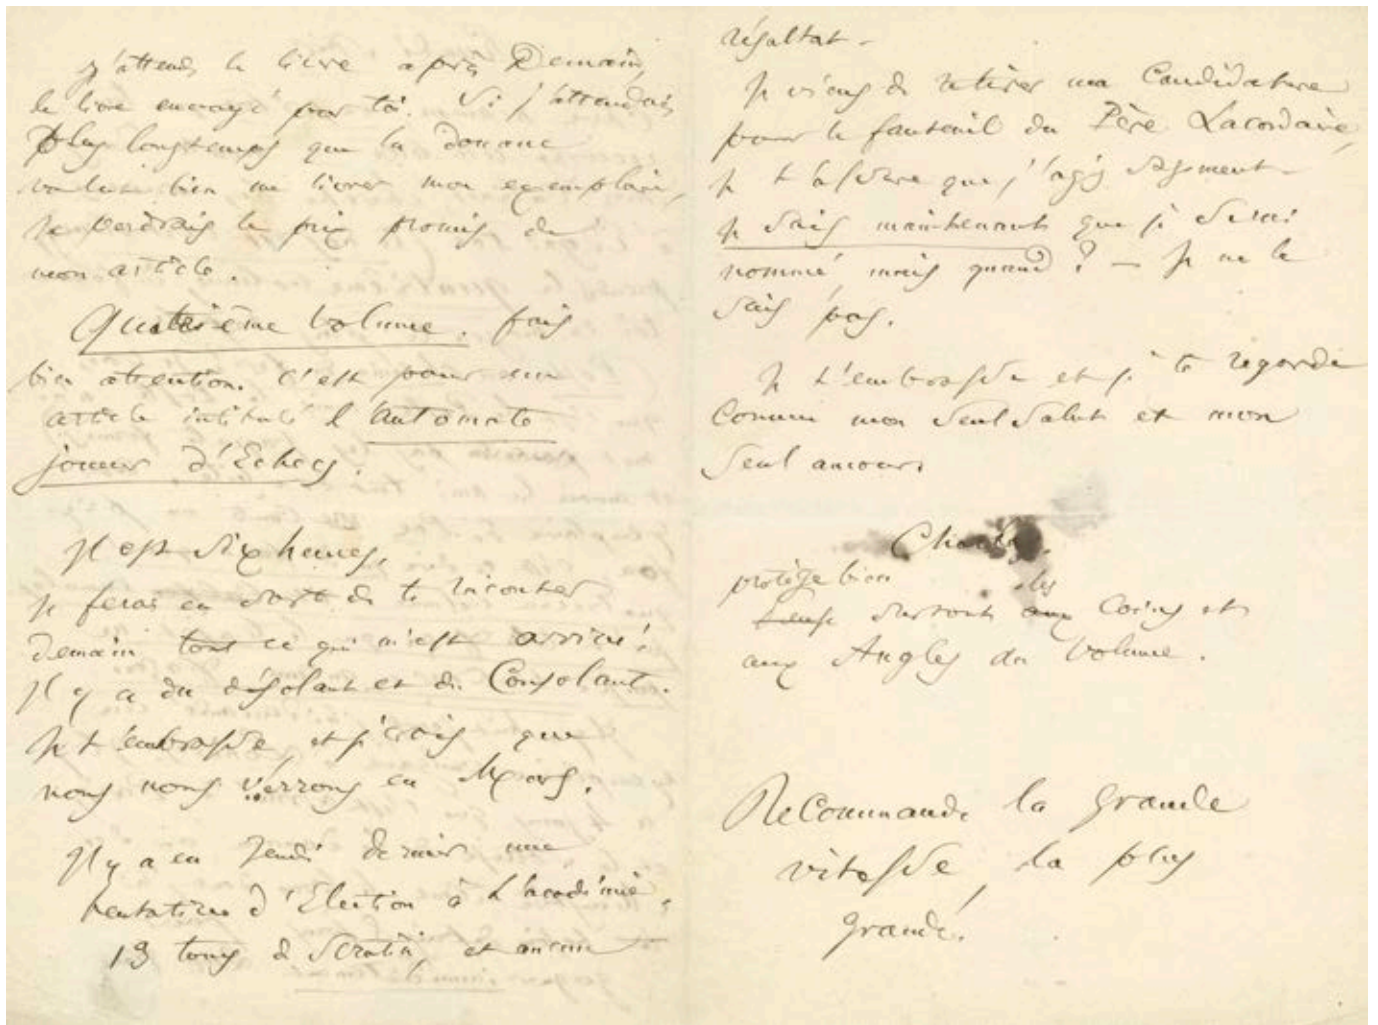 J'attends le livre après Demain,
le livre envoyé par toi. Si j'attendais
plus longtemps que la Douane
voulut bien me livrer mon exemplaire,
je perdrais le prix promis de
mon article.
Quatrième volume. fais
bien attention. C'est pour un
article intitulé l'automate
joueur d'Echecs.
Il est six heures.
Je ferai en sorte de te raconter
demain tout ce qui m'est arrivé.
Il y a du désolant et du Consolant.
Je t'embrasse, et je crois que
nous nous verrons en Mars.
Il y a eu Jeudi dernier une
tentative d'Election à L'académie.
13 tours de Scrutin, et aucun
résultat -
Je viens de retirer ma Candidature
pour le fauteuil du Père Lacordaire,
Je t'assure que j'agis sagement -
Je sais maintenant que je serai
nommé, mais quand ? — Je ne le
sais pas.
Je t'embrasse et je te regarde
Comme mon Seul Salut et mon
Seul amour.
Charles.
protège bien les
surtout aux Coins et
aux Angles du Volume.
Recommande la grande
vitesse, la plus
grande.